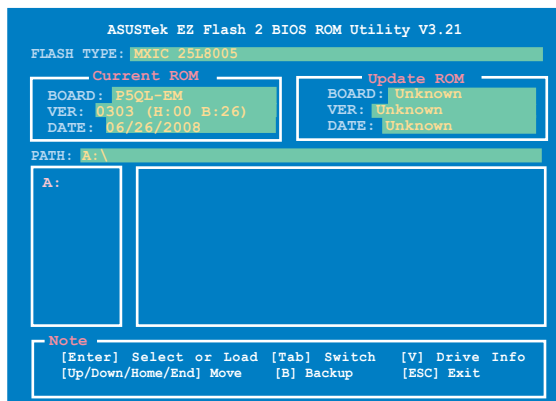 ASUSTek EZ Flash 2 BIOS ROM Utility V3.21
FLASH TYPE: MXIC 25L8005
Current ROM
BOARD: P5QL-EM
VER: 0303 (H:00 B:26)
DATE: 06/26/2008
Update ROM
BOARD: Unknown
VER: Unknown
DATE: Unknown
PATH: A:\
A:
Note
[Enter] Select or Load [Tab] Switch [V] Drive Info
[Up/Down/Home/End] Move [B] Backup [ESC] Exit